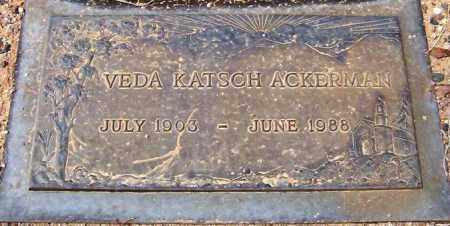 VEDA KATSCH ACKERMAN
JULY 1903 - JUNE 1988